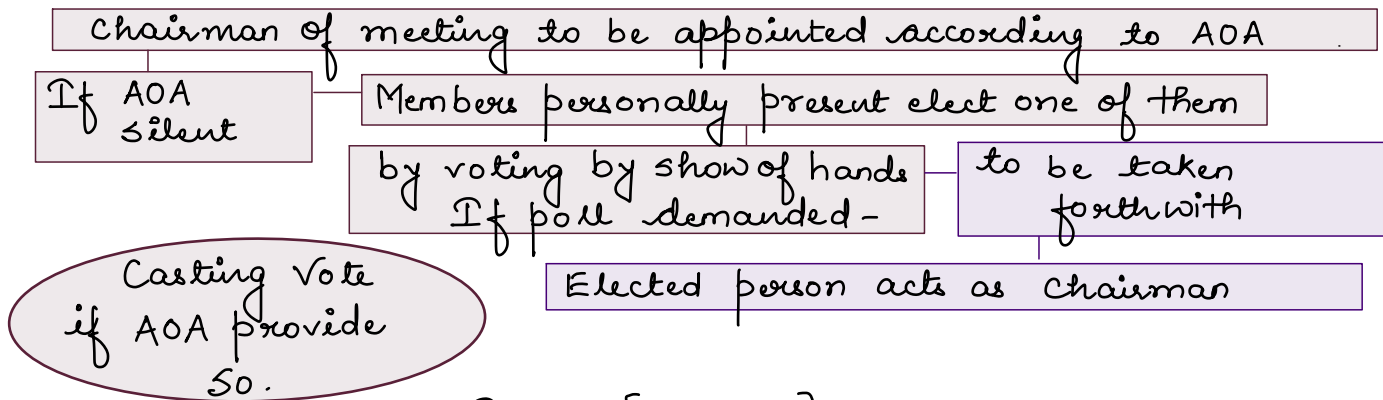 Chairman of meeting to be appointed according to AOA
If AOA
silent
Members personally present elect one of them
by voting by show of hands
If poll demanded-
to be taken
forthwith
Elected person acts as Chairman
Casting Vote
if AOA provide
so.